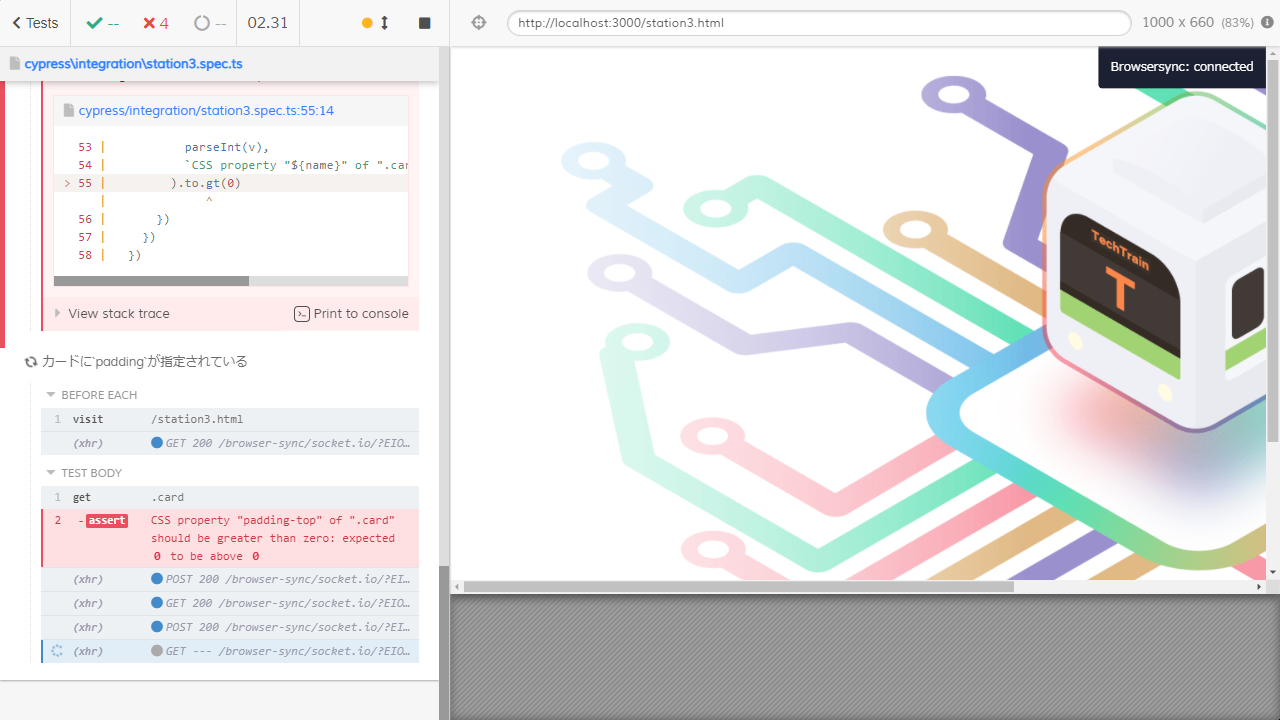 Tests
--
4
--
02.31
http://localhost:3000/station3.html
1000 x 660 (83%)
cypress\integration\station3.spec.ts
Browsersync: connected
cypress/integration/station3.spec.ts:55:14
53 | parseInt(v),
54 | `CSS property "${name}" of ".car
> 55 | ).to.gt(0)
| ^
56 | })
57 | })
58 | })
View stack trace
Print to console
カードに`padding`が指定されている
BEFORE EACH
1 visit /station3.html
(xhr) GET 200 /browser-sync/socket.io/?EIO…
TEST BODY
1 get .card
2 -assert CSS property "padding-top" of ".card"
should be greater than zero: expected
0 to be above 0
(xhr) POST 200 /browser-sync/socket.io/?EI…
(xhr) GET 200 /browser-sync/socket.io/?EIO…
(xhr) POST 200 /browser-sync/socket.io/?EI…
(xhr) GET --- /browser-sync/socket.io/?EIO…
TechTrain
T